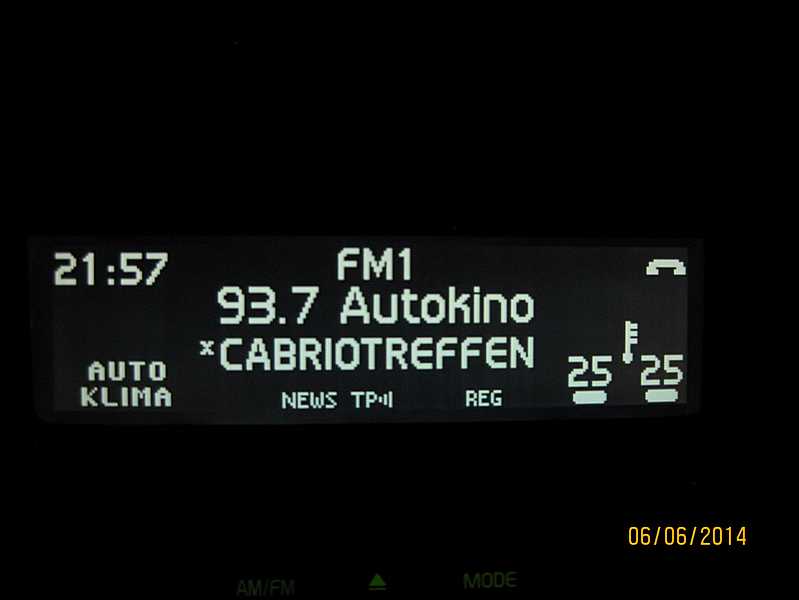 21:57
FM1
93.7 Autokino
xCABRIOTREFFEN
AUTO
KLIMA
NEWS TP
REG
25 25
06/06/2014
AM/FM
MODE